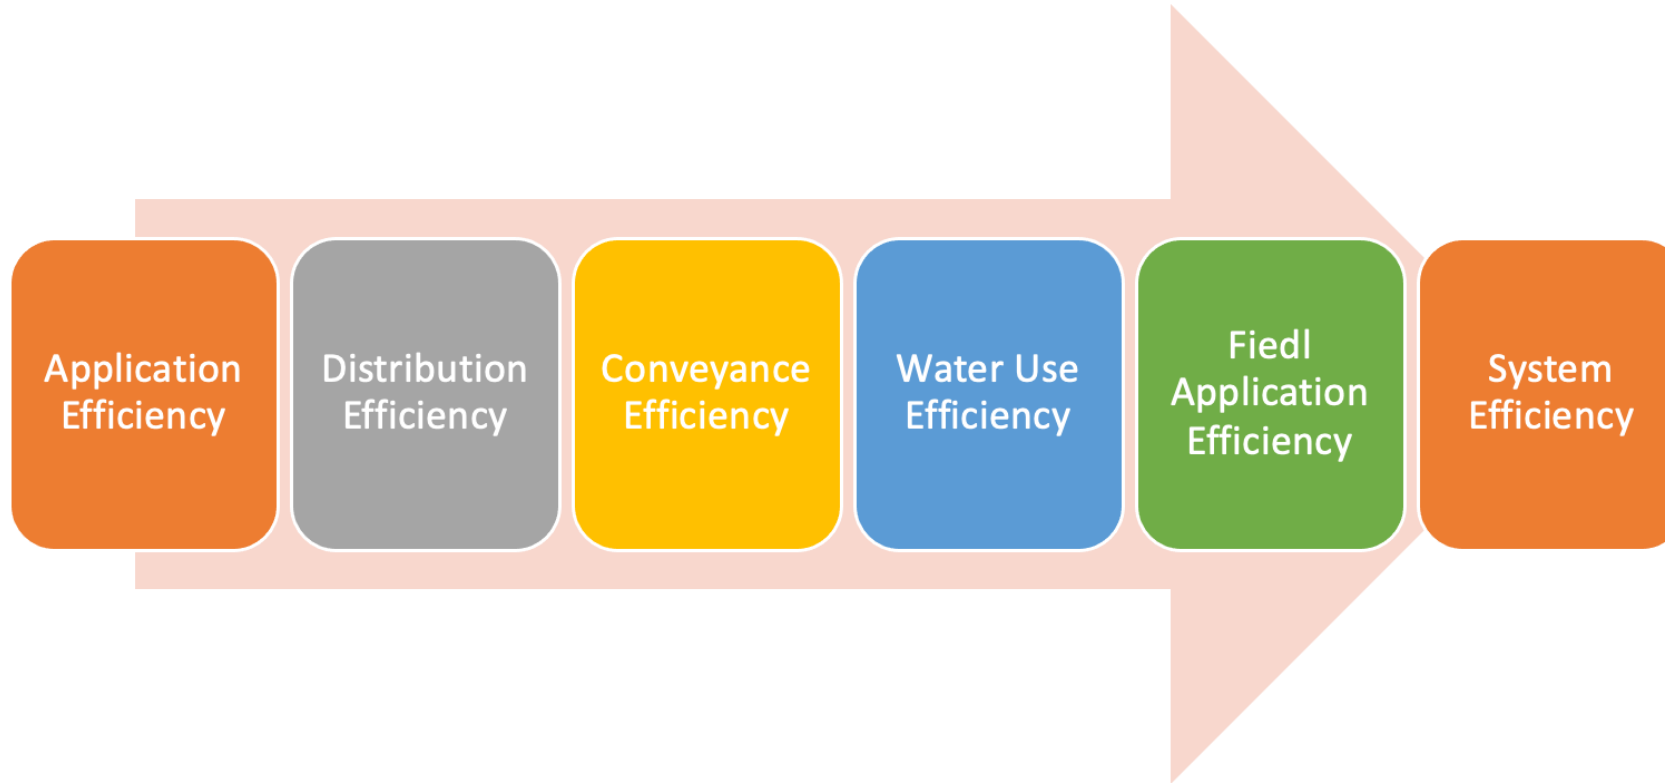 Application
Efficiency
Distribution
Efficiency
Conveyance
Efficiency
Water Use
Efficiency
Fiedl
Application
Efficiency
System
Efficiency